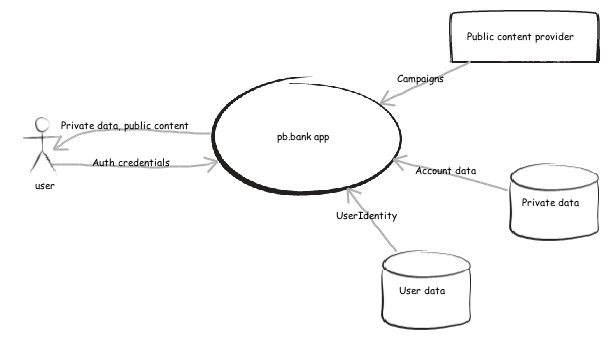 Public content provider
Campaigns
Private data, public content
pb.bank app
Auth credentials
Account data
user
Private data
UserIdentity
User data